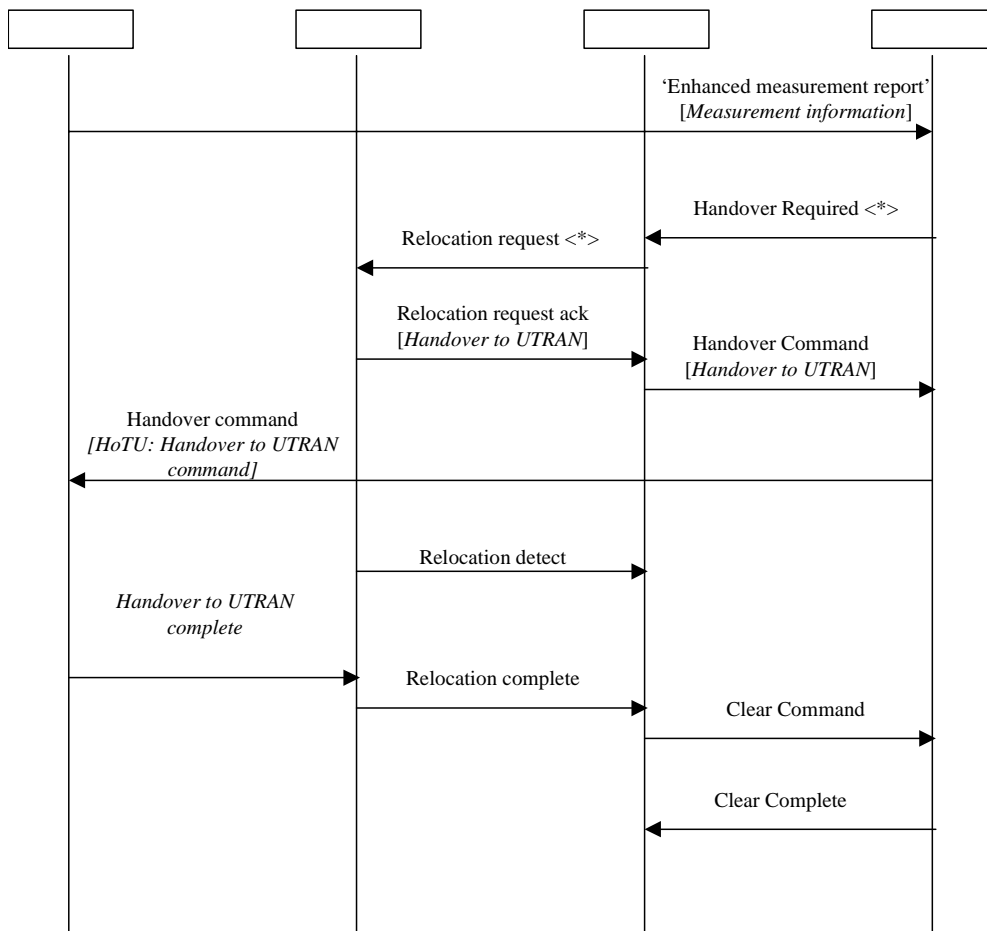 ‘Enhanced measurement report’
[Measurement information]
Handover Required <*>
Relocation request <*>
Relocation request ack
[Handover to UTRAN]
Handover Command
[Handover to UTRAN]
Handover command
[HoTU: Handover to UTRAN
command]
Relocation detect
Handover to UTRAN
complete
Relocation complete
Clear Command
Clear Complete